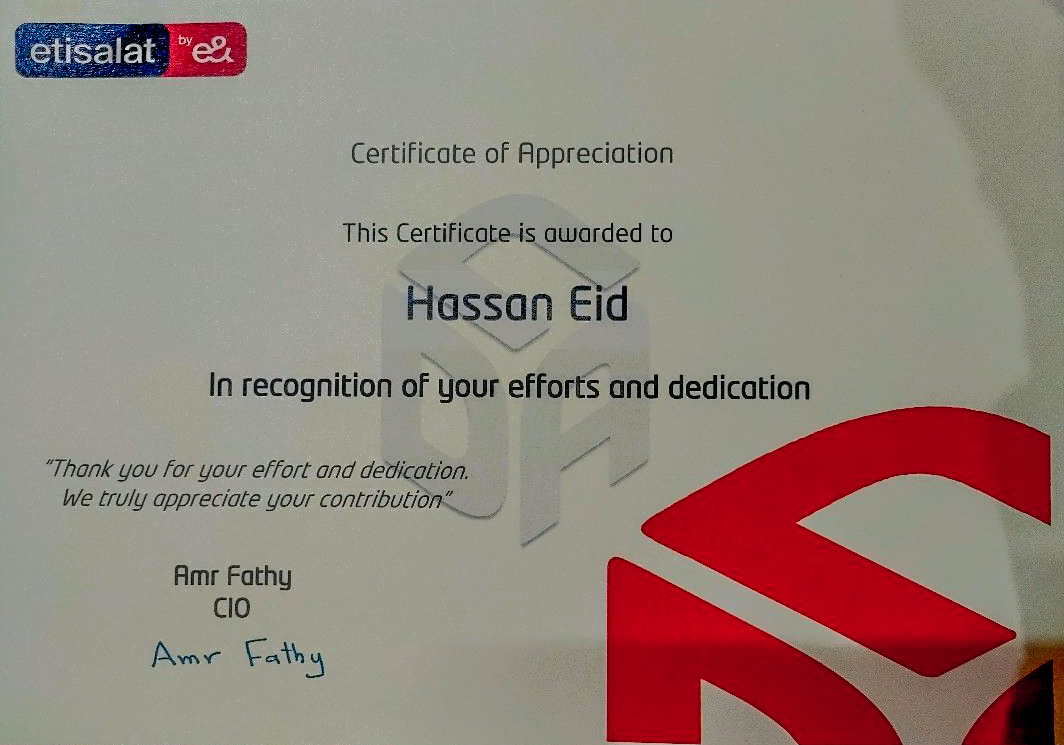 etisalat by e&
Certificate of Appreciation
This Certificate is awarded to
Hassan Eid
In recognition of your efforts and dedication
“Thank you for your effort and dedication.
We truly appreciate your contribution”
Amr Fathy
CIO
Amr Fathy